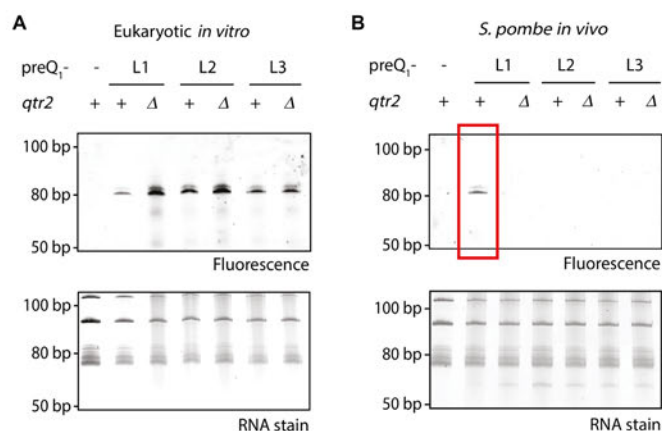 A
Eukaryotic in vitro
preQ₁- - L1 L2 L3
qtr2 + + Δ + Δ + Δ
100 bp
80 bp
50 bp
Fluorescence
100 bp
80 bp
50 bp
RNA stain
B
S. pombe in vivo
preQ₁- - L1 L2 L3
qtr2 + + Δ + Δ + Δ
100 bp
80 bp
50 bp
Fluorescence
100 bp
80 bp
50 bp
RNA stain